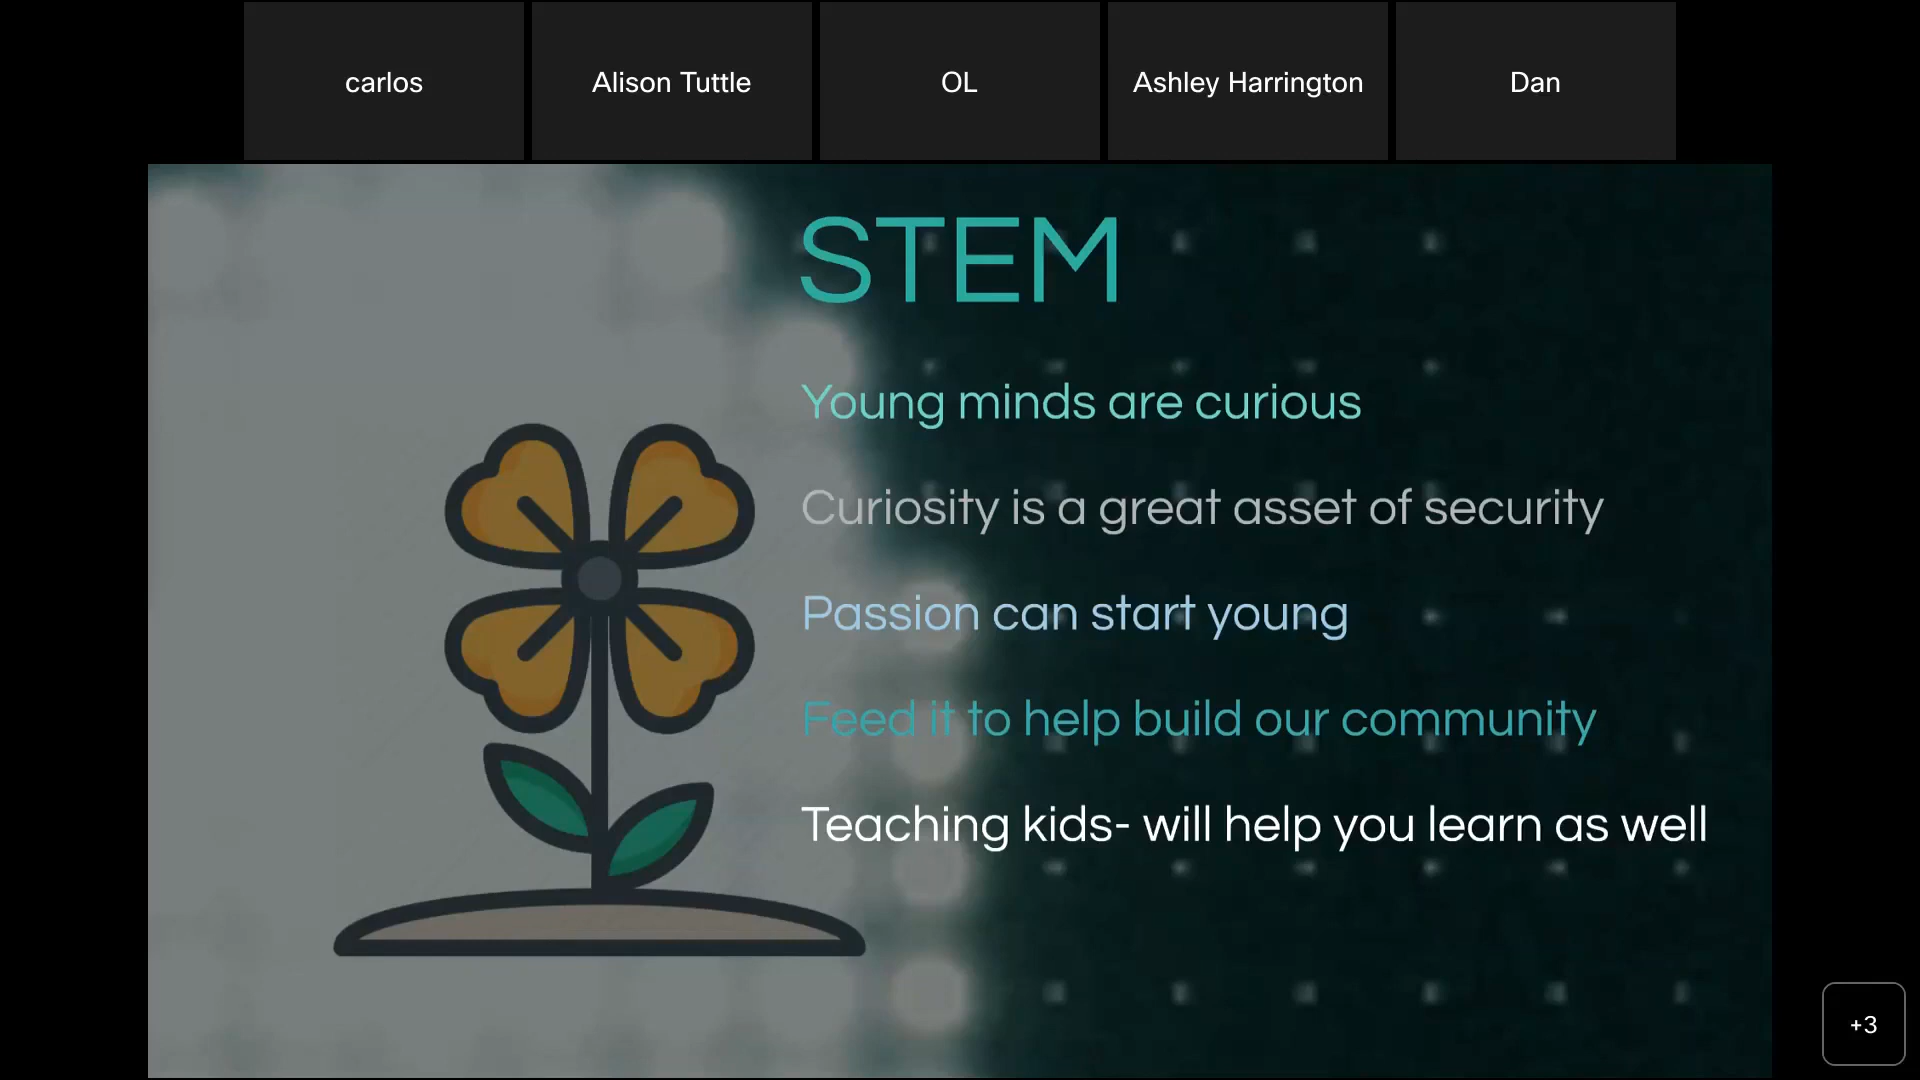 carlos
Alison Tuttle
OL
Ashley Harrington
Dan
STEM
Young minds are curious
Curiosity is a great asset of security
Passion can start young
Feed it to help build our community
Teaching kids- will help you learn as well
+3